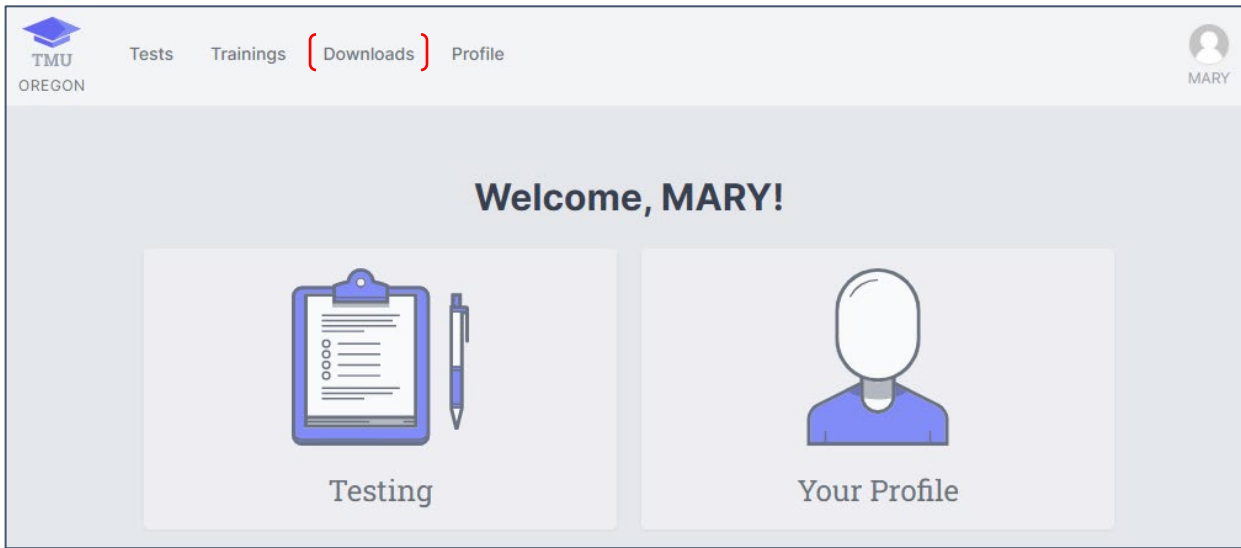 TMU
OREGON
Tests Trainings Downloads Profile
MARY
Welcome, MARY!
Testing
Your Profile